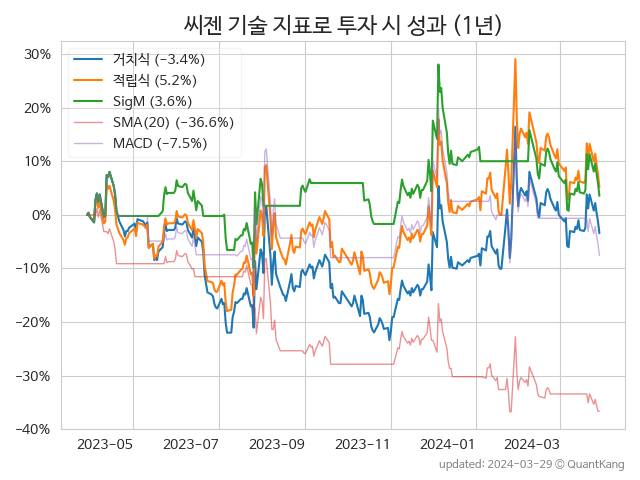 씨젠 기술 지표로 투자 시 성과 (1년)
거치식 (−3.4%)
적립식 (5.2%)
SigM (3.6%)
SMA(20) (−36.6%)
MACD (−7.5%)
30%
20%
10%
0%
−10%
−20%
−30%
−40%
2023−05 2023−07 2023−09 2023−11 2024−01 2024−03
updated: 2024−03−29 © QuantKang